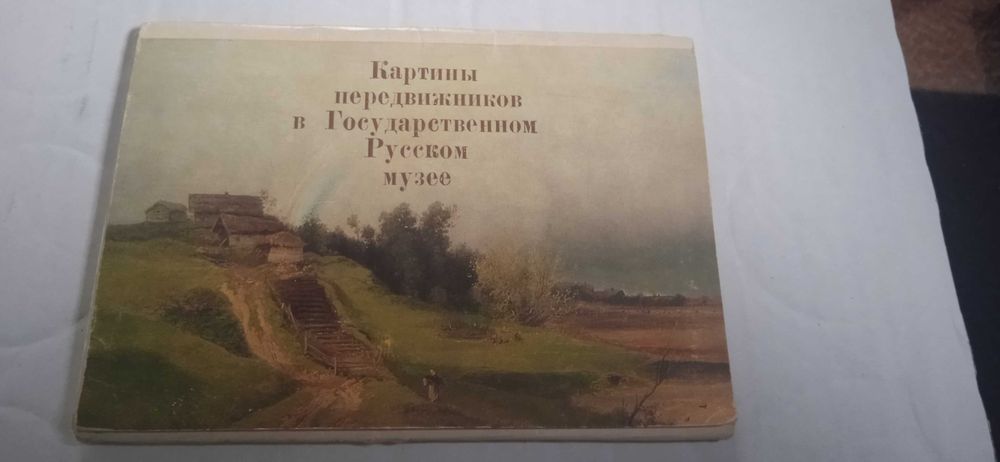 Картины
передвижников
в Государственном
Русском
музее